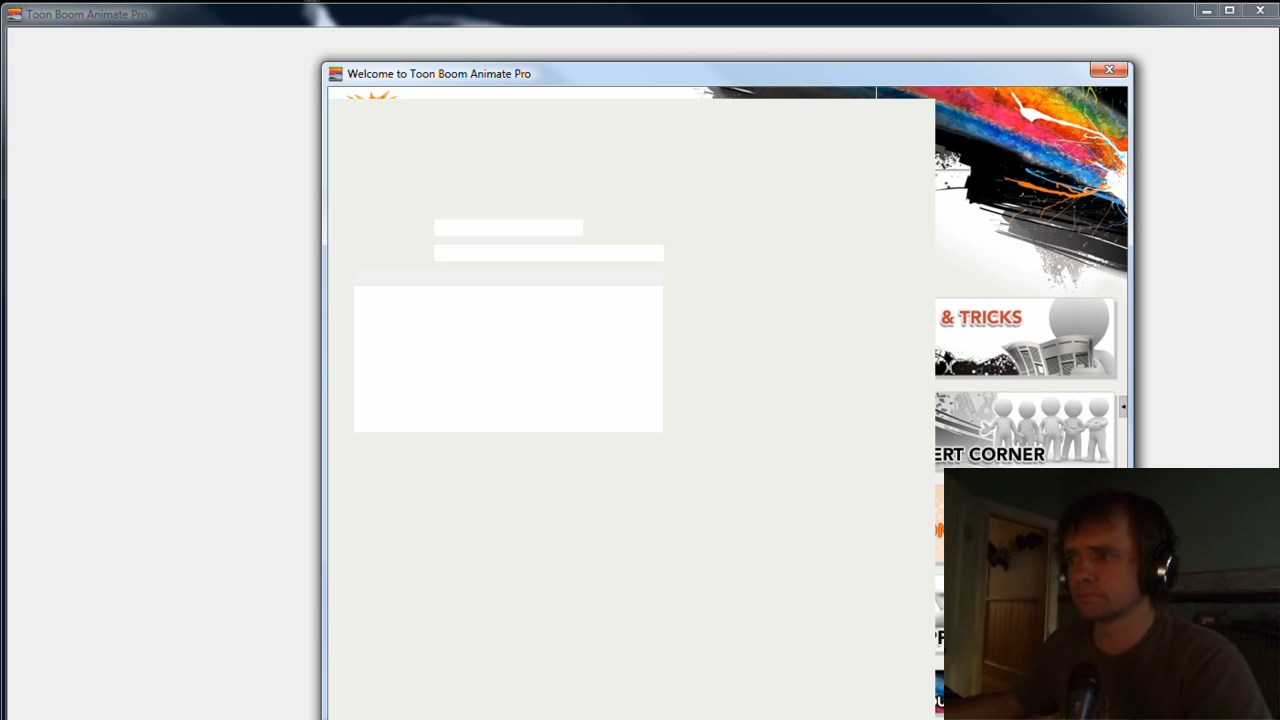 Toon Boom Animate Pro
Welcome to Toon Boom Animate Pro
& TRICKS
ERT CORNER